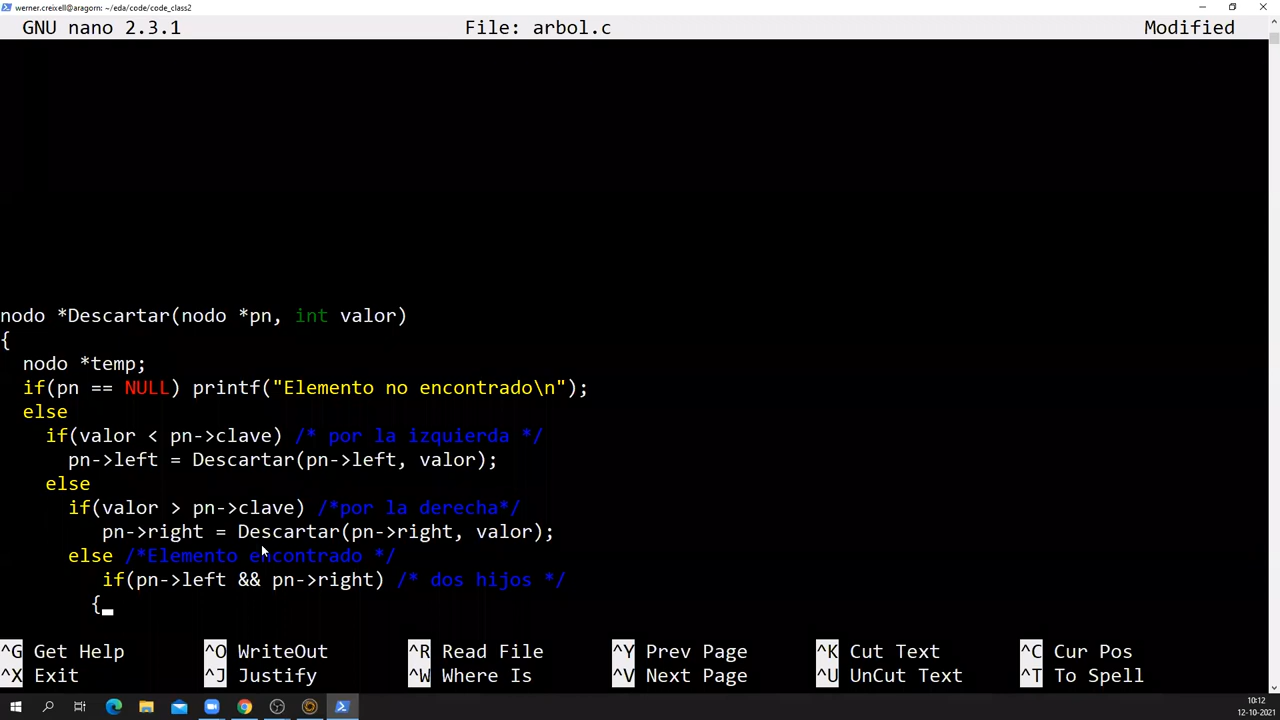 werner.creixell@aragorn: ~/eda/code/code_class2
GNU nano 2.3.1 File: arbol.c Modified
nodo *Descartar(nodo *pn, int valor)
{
nodo *temp;
if(pn == NULL) printf("Elemento no encontrado\n");
else
if(valor < pn->clave) /* por la izquierda */
pn->left = Descartar(pn->left, valor);
else
if(valor > pn->clave) /*por la derecha*/
pn->right = Descartar(pn->right, valor);
else /*Elemento encontrado */
if(pn->left && pn->right) /* dos hijos */
{
^G Get Help ^O WriteOut ^R Read File ^Y Prev Page ^K Cut Text ^C Cur Pos
^X Exit ^J Justify ^W Where Is ^V Next Page ^U UnCut Text ^T To Spell
10:12
12-10-2021